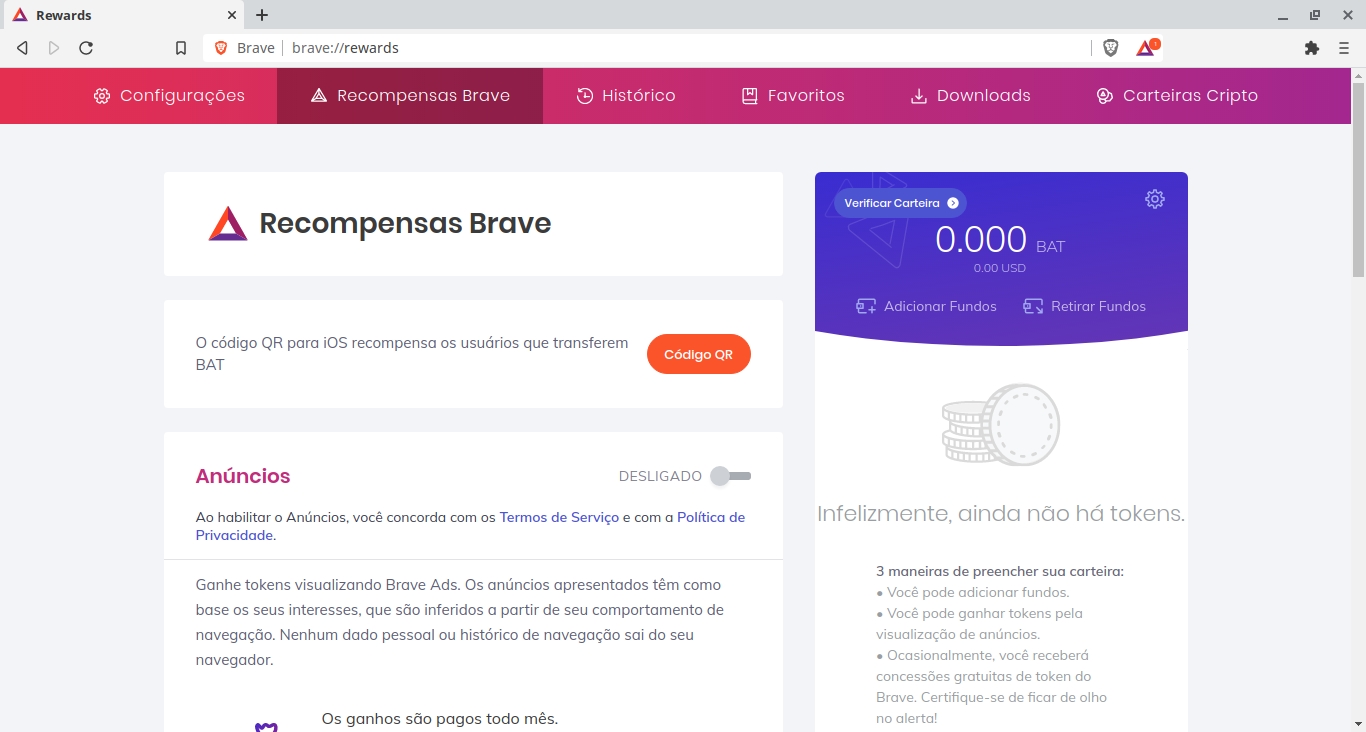 Rewards
Brave
brave://rewards
Configurações
Recompensas Brave
Histórico
Favoritos
Downloads
Carteiras Cripto
Recompensas Brave
O código QR para iOS recompensa os usuários que transferem
BAT
Código QR
Anúncios
DESLIGADO
Ao habilitar o Anúncios, você concorda com os Termos de Serviço e com a Política de
Privacidade.
Ganhe tokens visualizando Brave Ads. Os anúncios apresentados têm como
base os seus interesses, que são inferidos a partir de seu comportamento de
navegação. Nenhum dado pessoal ou histórico de navegação sai do seu
navegador.
Os ganhos são pagos todo mês.
Verificar Carteira
0.000 BAT
0.00 USD
Adicionar Fundos
Retirar Fundos
Infelizmente, ainda não há tokens.
3 maneiras de preencher sua carteira:
• Você pode adicionar fundos.
• Você pode ganhar tokens pela
visualização de anúncios.
• Ocasionalmente, você receberá
concessões gratuitas de token do
Brave. Certifique-se de ficar de olho
no alerta!